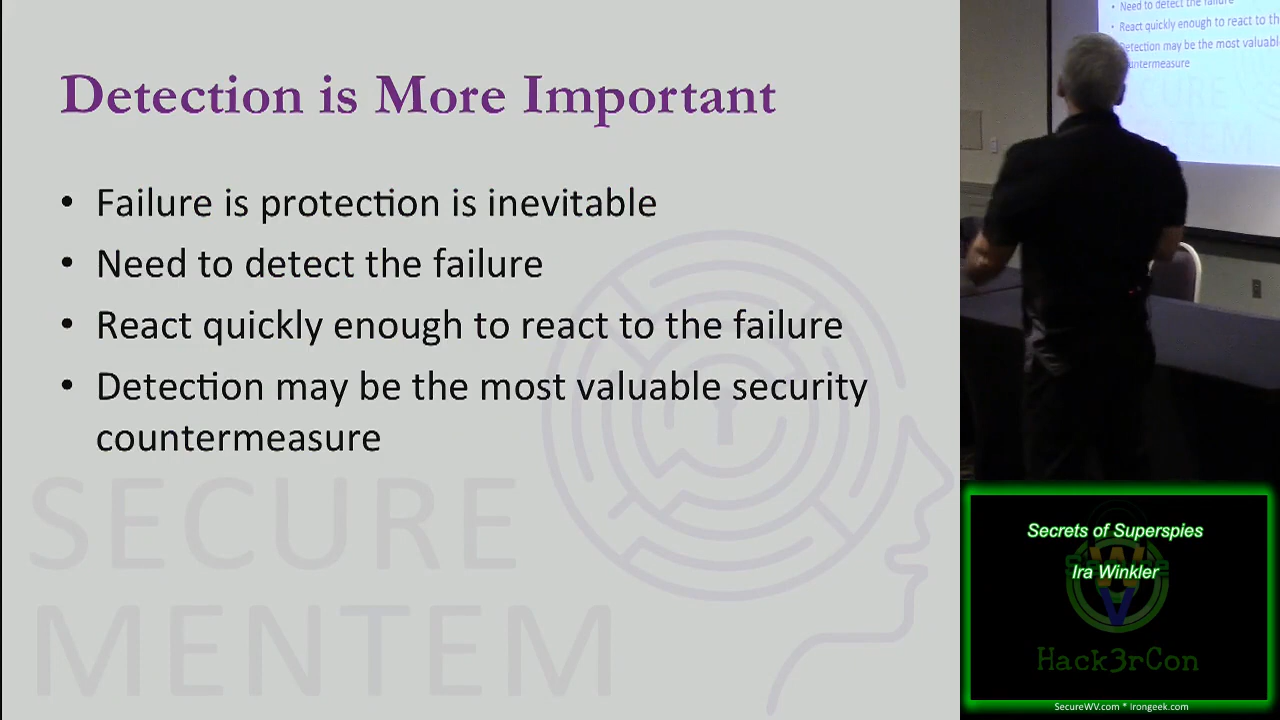 Detection is More Important
• Failure is protection is inevitable
• Need to detect the failure
• React quickly enough to react to the failure
• Detection may be the most valuable security
countermeasure
SECURE
MENTEM
• Need to detect the failure
• React quickly enough to react to th
Detection may be the most valuabl
untermeasure
CURE
TEM
Secrets of Superspies
Ira Winkler
Hack3rCon
SecureWV.com * irongeek.com